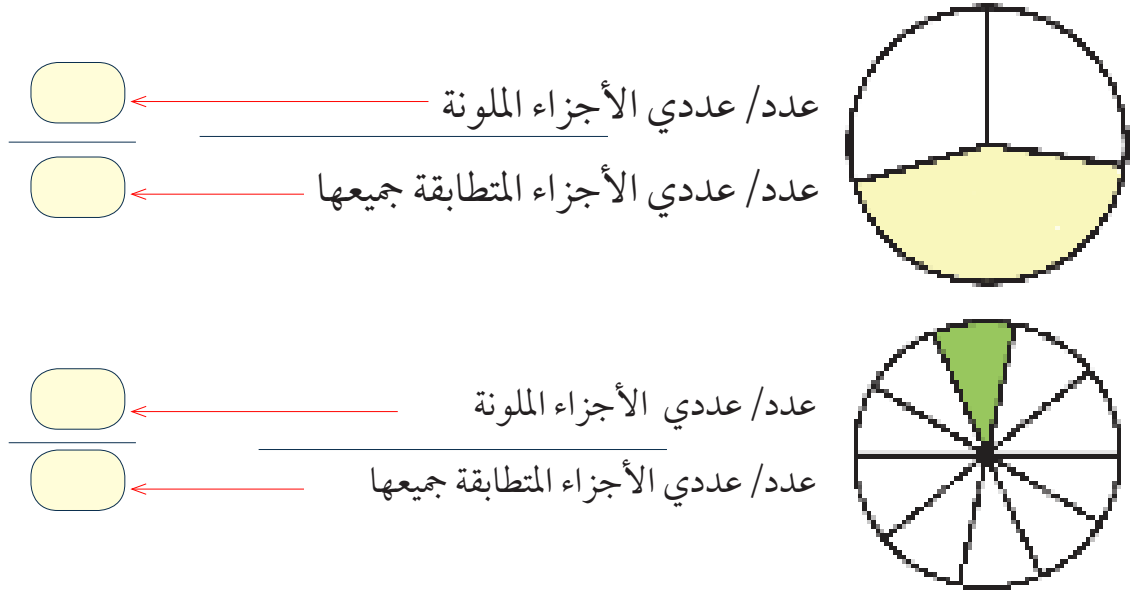 عدد/ عددي الأجزاء الملونة
عدد/ عددي الأجزاء المتطابقة جميعها
عدد/ عددي الأجزاء الملونة
عدد/ عددي الأجزاء المتطابقة جميعها